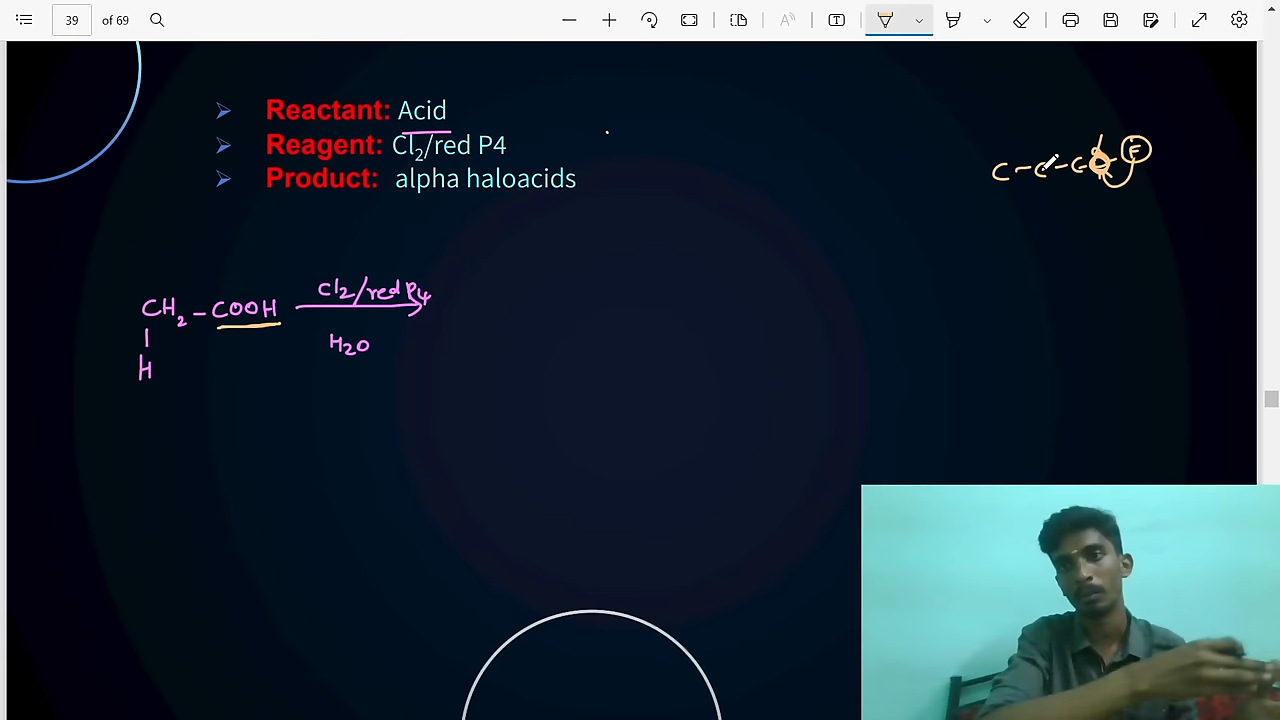 39 of 69
Reactant: Acid
Reagent: Cl₂/red P4
Product: alpha haloacids
C – C – C
F
Cl₂/red P₄
CH₂ – COOH
H₂O
H